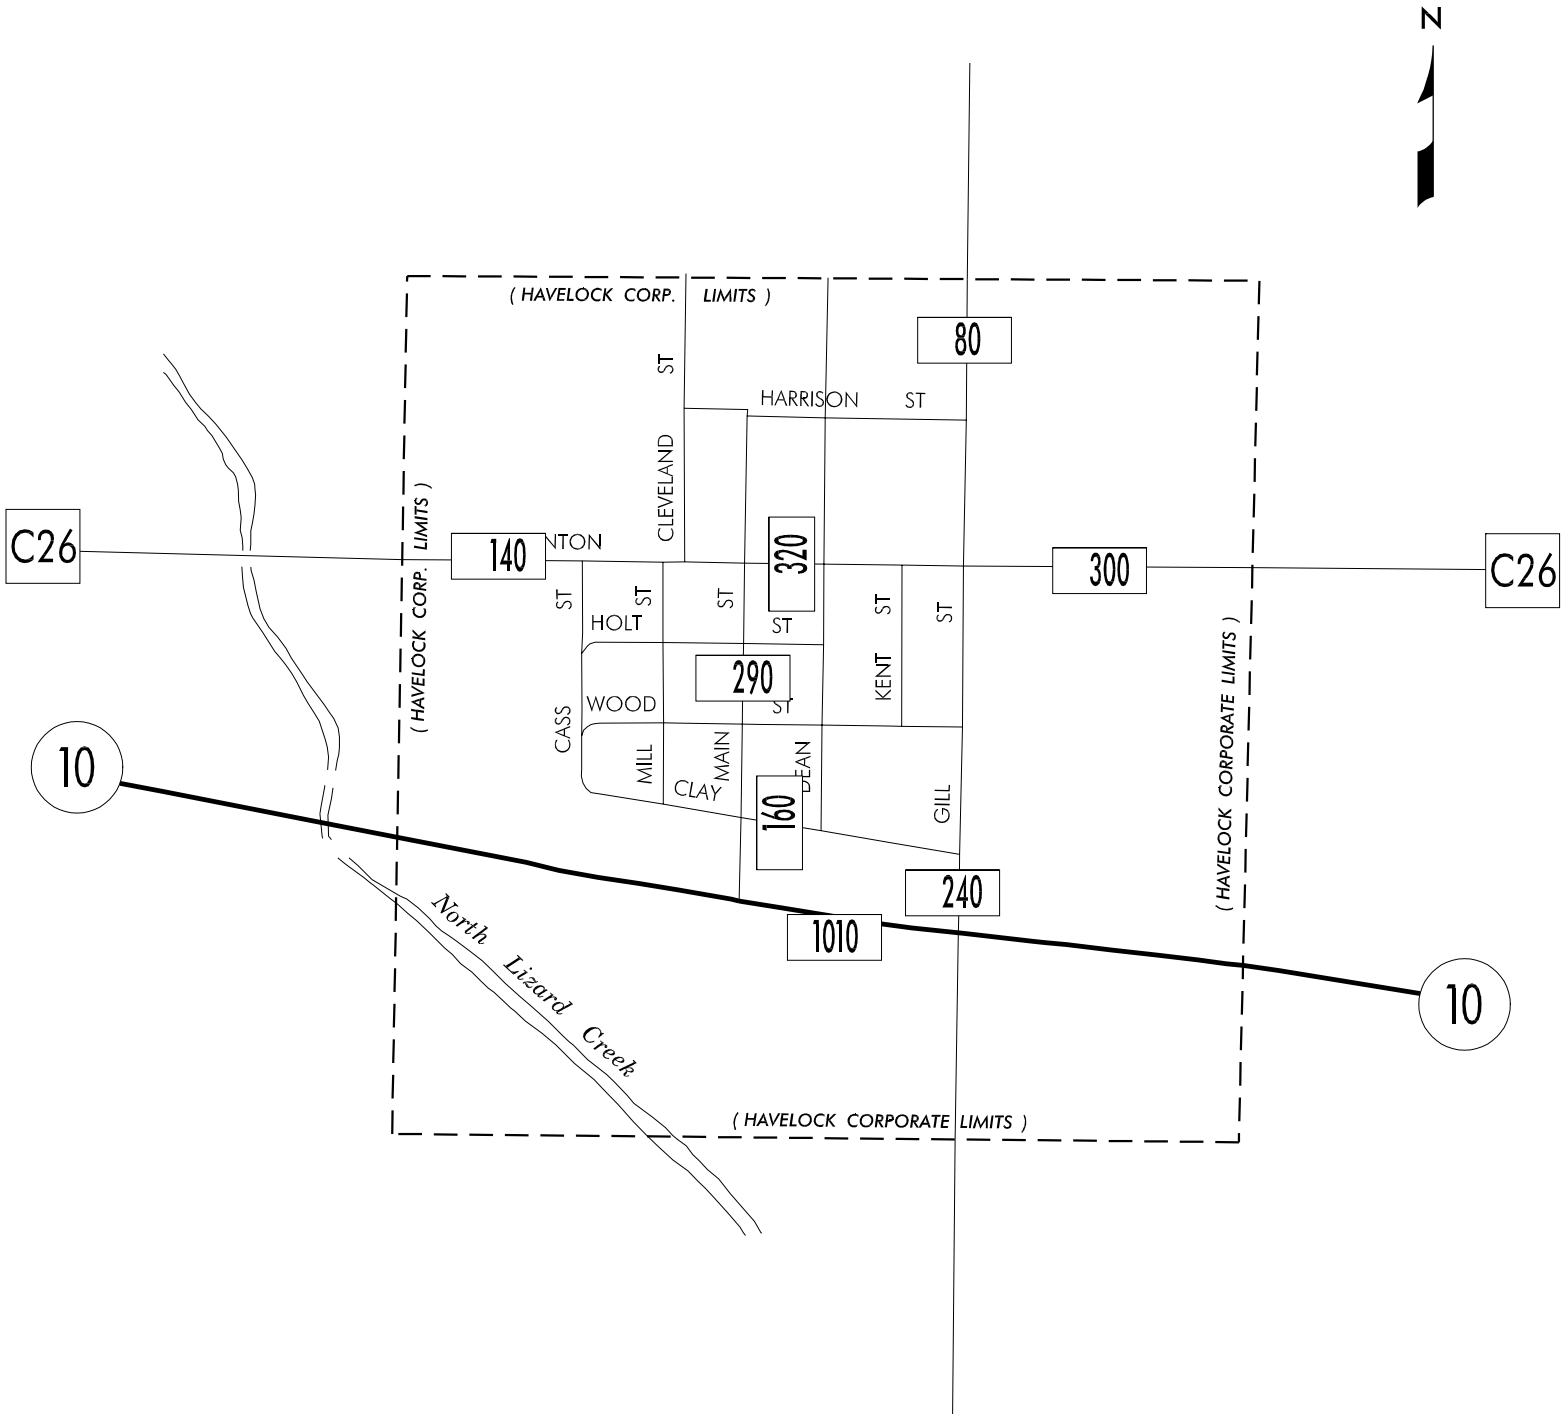 N
( HAVELOCK CORP. LIMITS )
80
ST
HARRISON ST
CLEVELAND
( HAVELOCK CORP. LIMITS )
C26
140
NTON
320
300
C26
ST
ST
ST
ST
ST
HOLT ST
290
KENT
WOOD ST
CASS
MILL
MAIN
DEAN
( HAVELOCK CORPORATE LIMITS )
10
CLAY
160
GILL
240
1010
North Lizard Creek
10
( HAVELOCK CORPORATE LIMITS )